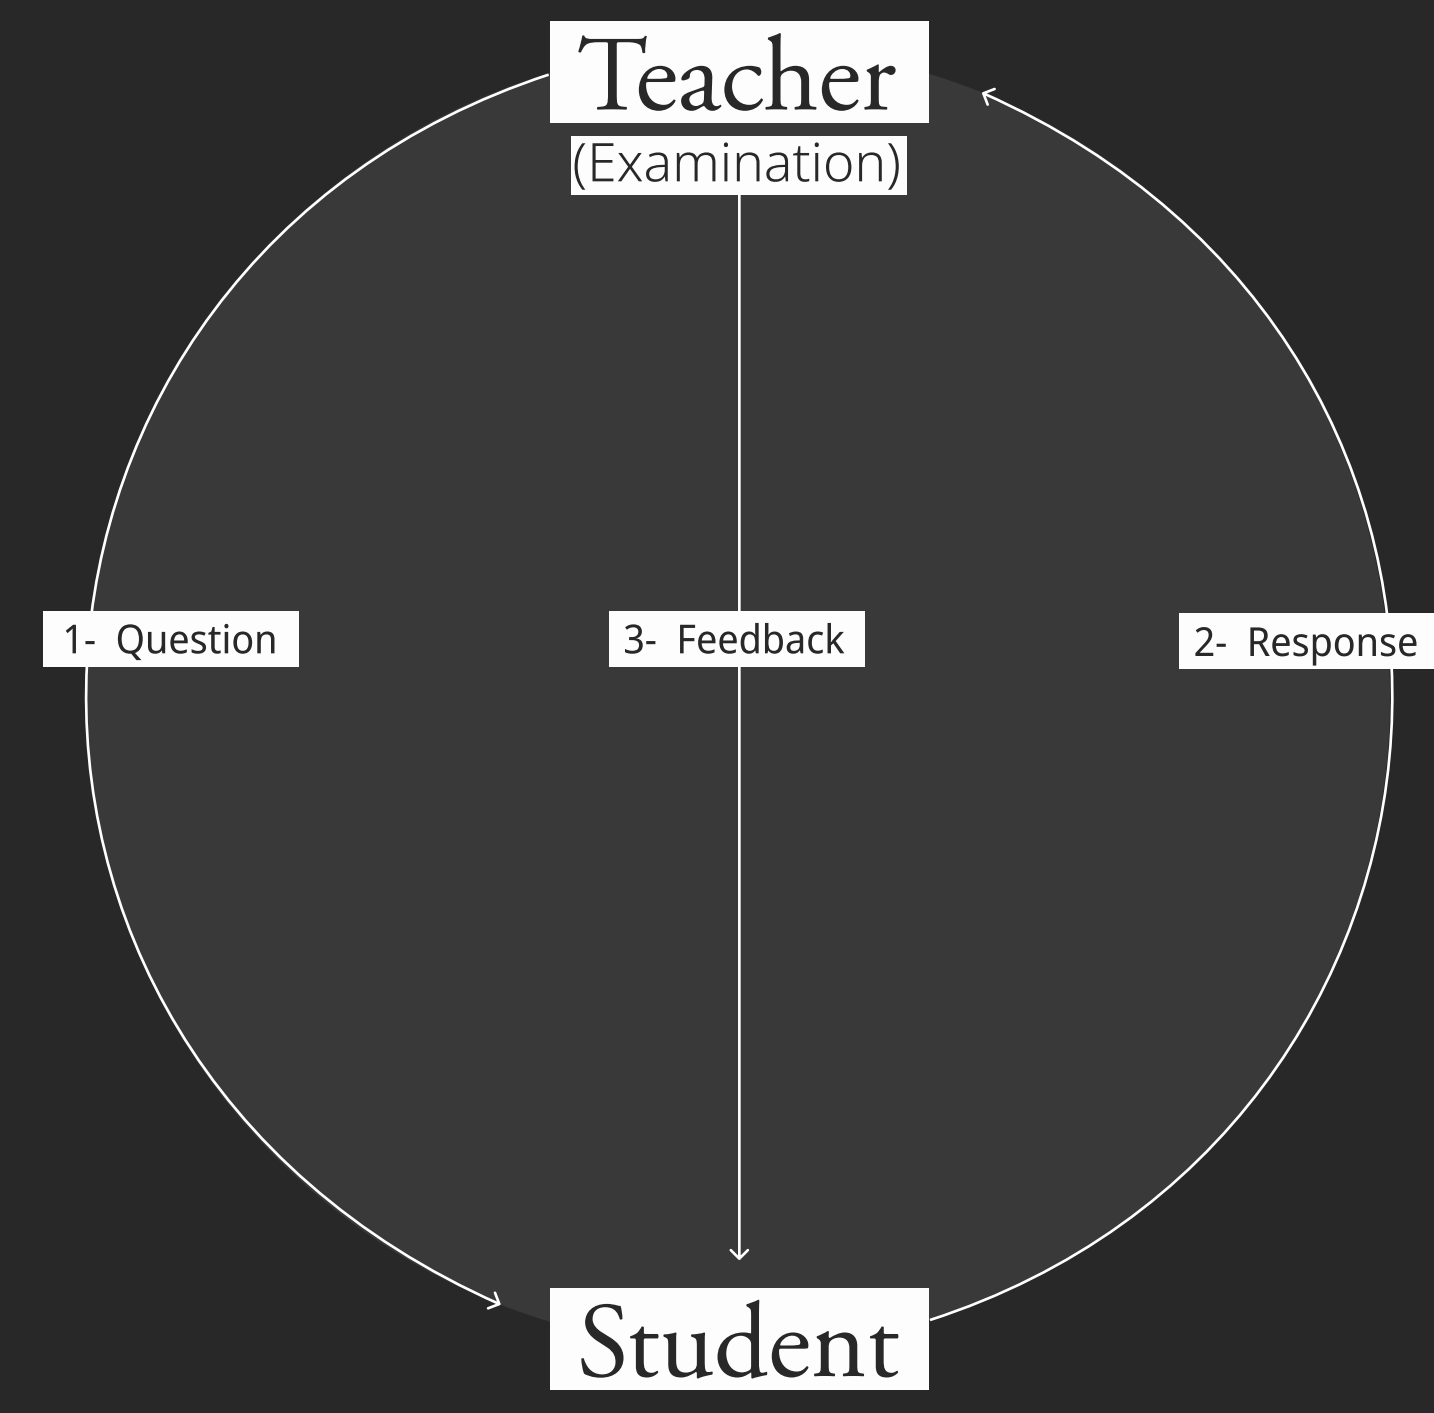 Teacher
(Examination)
1- Question
3- Feedback
2- Response
Student